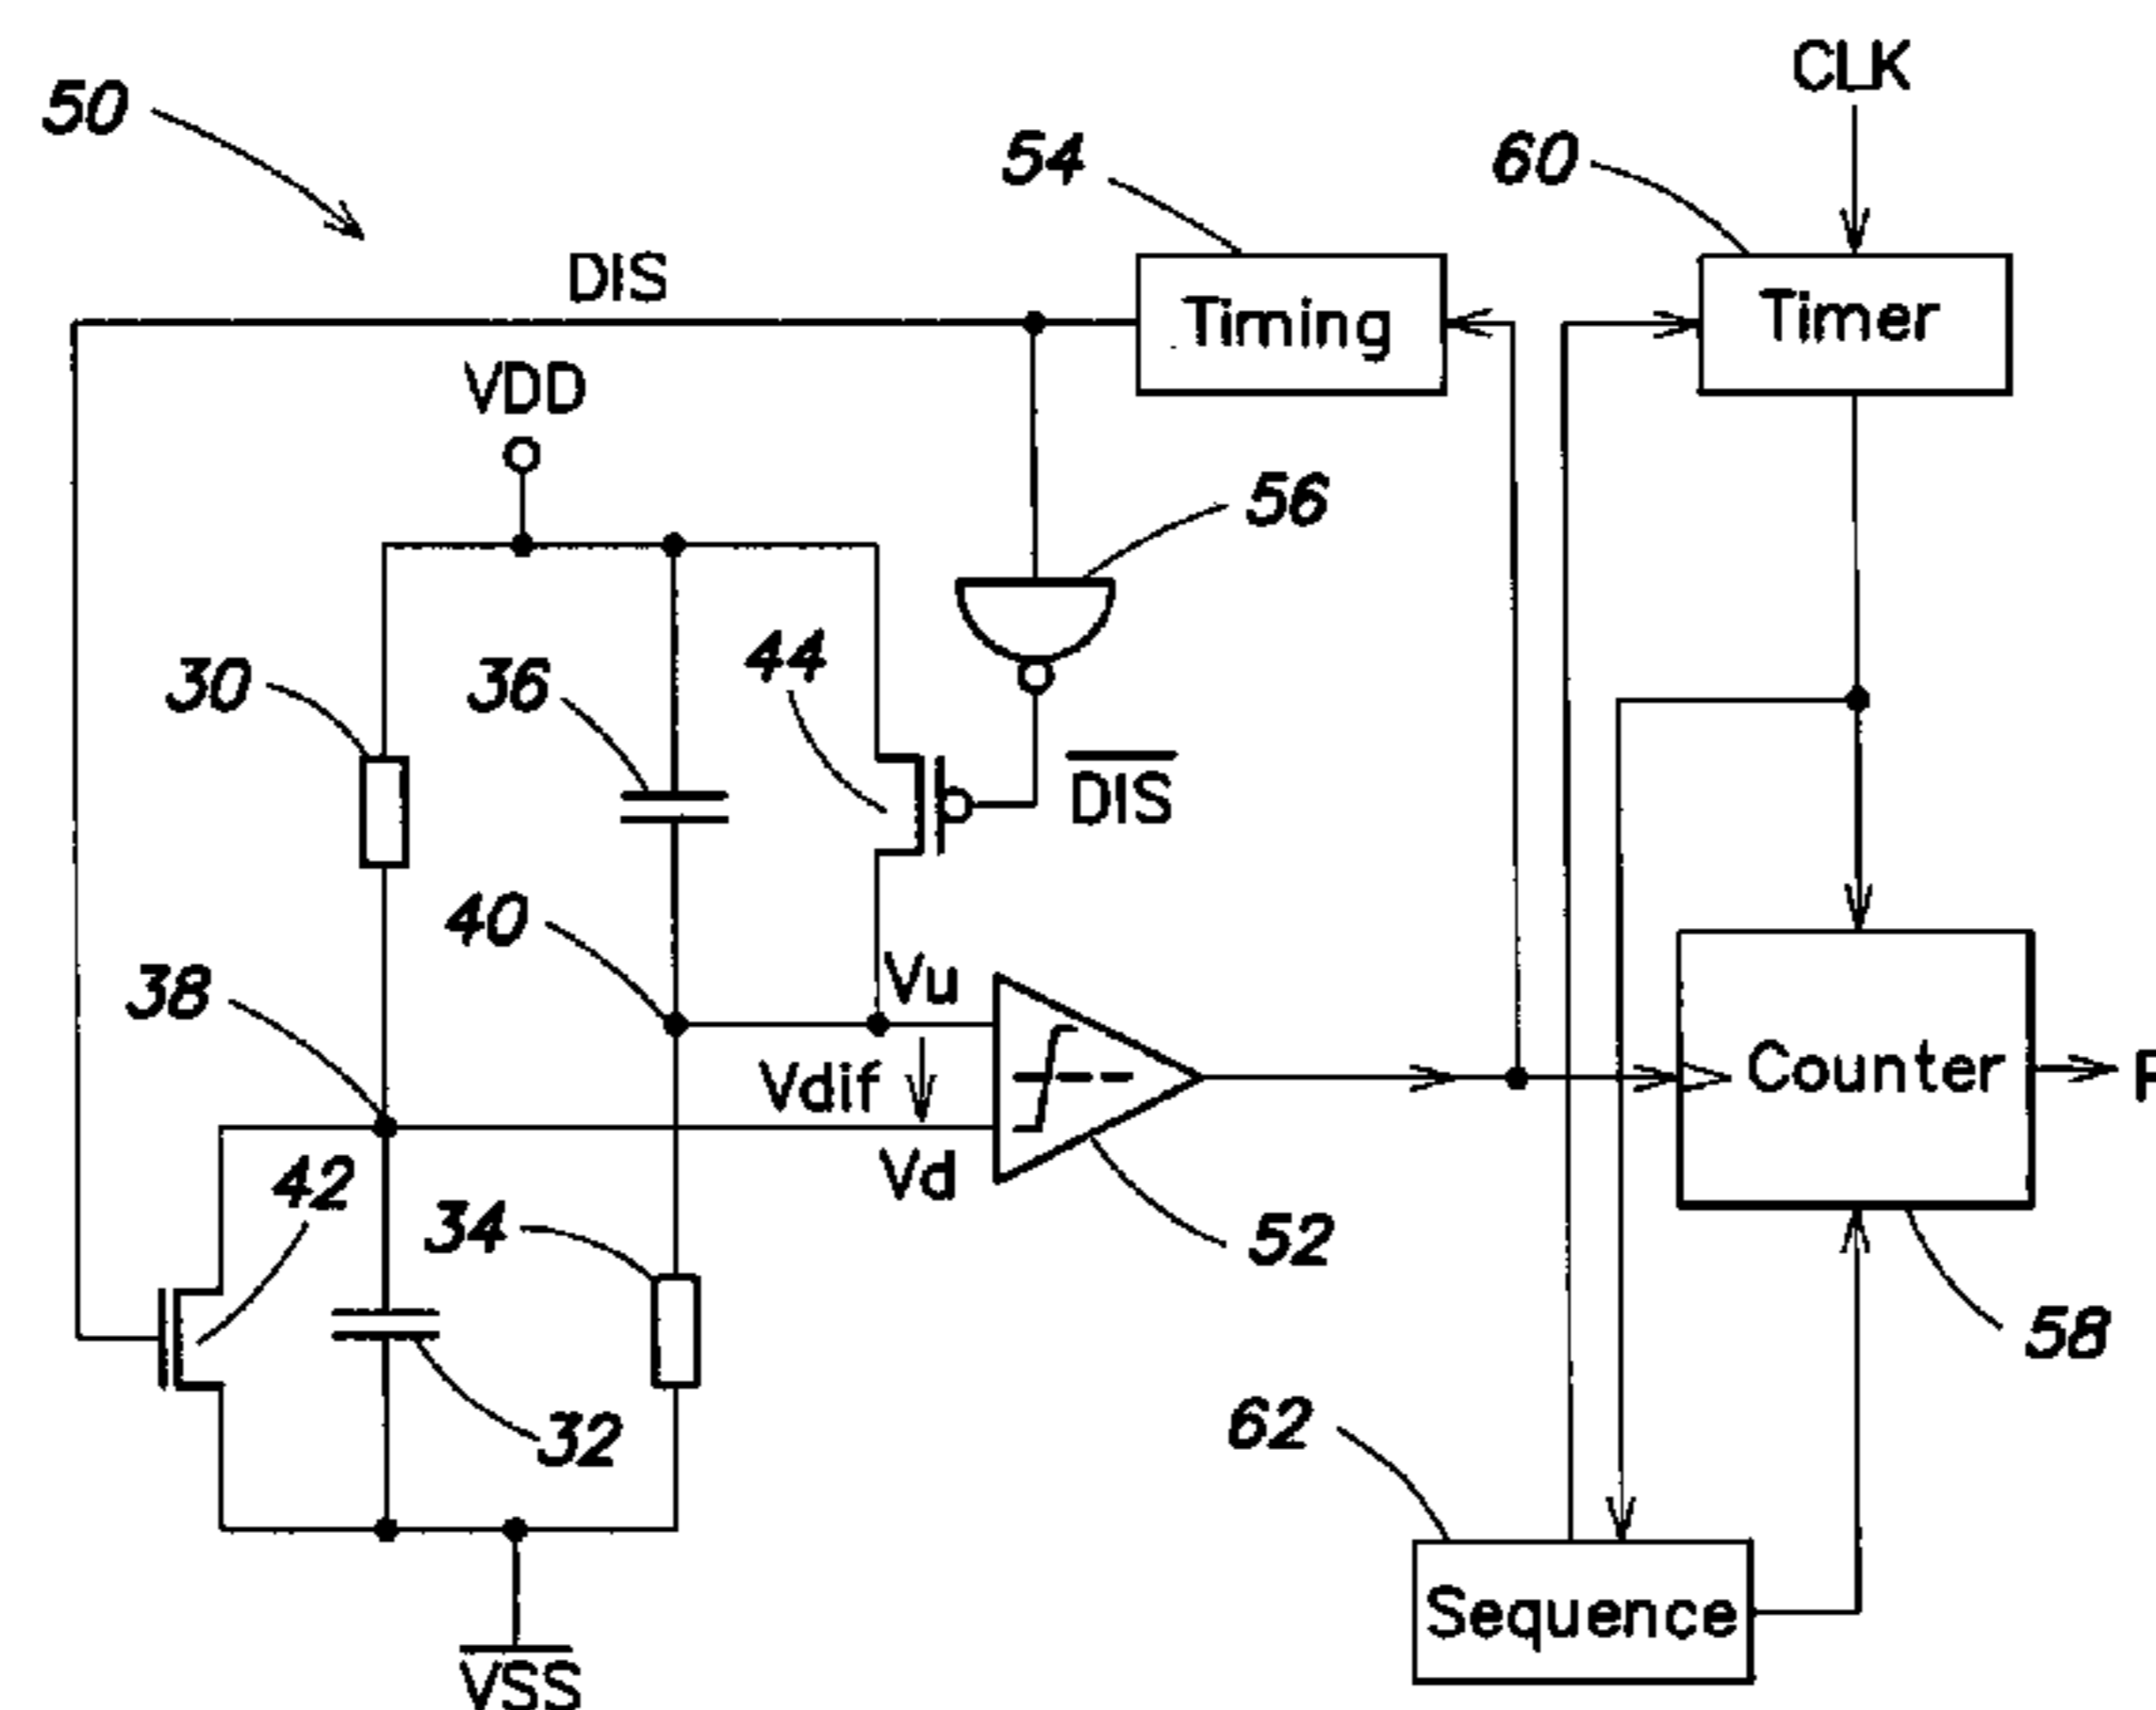 CLK
50
54
60
DIS
Timing
Timer
VDD
56
44
30
36
DIS
40
Vu
38
Vdif
Counter
Vd
42
34
52
58
32
62
Sequence
VSS